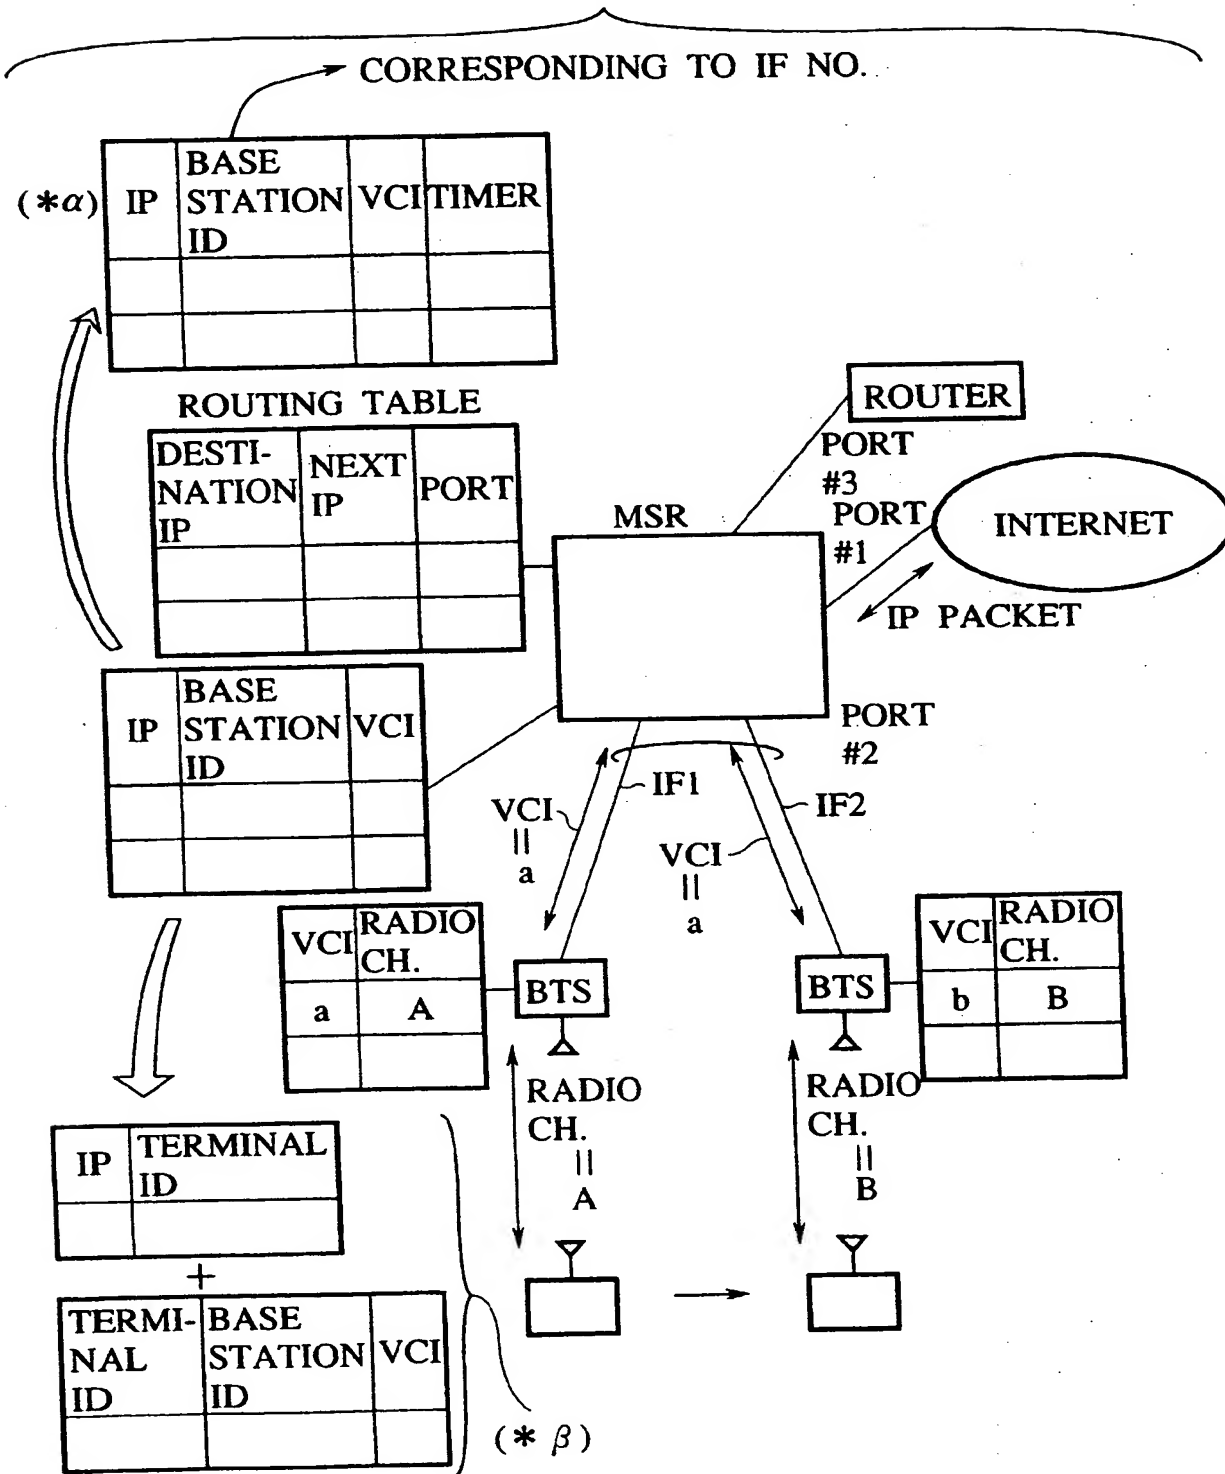 CORRESPONDING TO IF NO.
(*α)
IP
BASE
STATION
ID
VCI
TIMER
ROUTING TABLE
DESTI-
NATION
IP
NEXT
IP
PORT
ROUTER
PORT
#3
MSR
PORT
#1
INTERNET
IP PACKET
IP
BASE
STATION
ID
VCI
PORT
#2
IF1
IF2
VCI
=
a
VCI
=
a
VCI
RADIO
CH.
a
A
BTS
BTS
VCI
RADIO
CH.
b
B
RADIO
CH.
=
A
RADIO
CH.
=
B
IP
TERMINAL
ID
+
TERMI-
NAL
ID
BASE
STATION
ID
VCI
(* β)